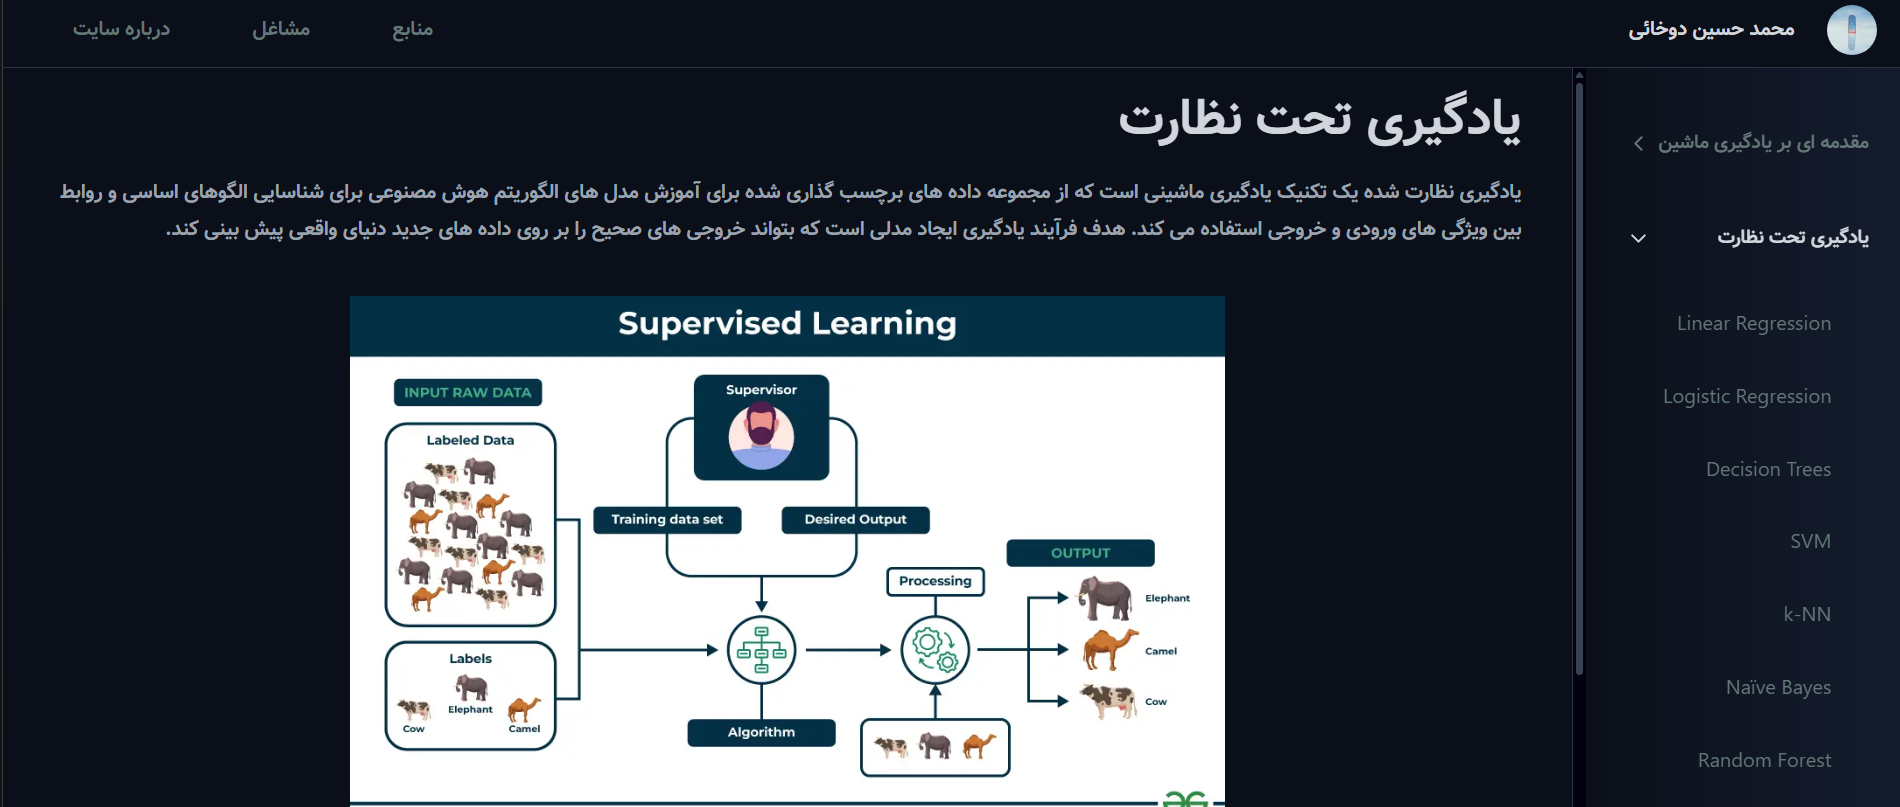 محمد حسین دوخائی
منابع
مشاغل
درباره سایت
مقدمه ای بر یادگیری ماشین
یادگیری تحت نظارت
Linear Regression
Logistic Regression
Decision Trees
SVM
k-NN
Naïve Bayes
Random Forest
یادگیری تحت نظارت
یادگیری نظارت شده یک تکنیک یادگیری ماشینی است که از مجموعه داده های برچسب گذاری شده برای آموزش مدل های الگوریتم هوش مصنوعی برای شناسایی الگوهای اساسی و روابط
بین ویژگی های ورودی و خروجی استفاده می کند. هدف فرآیند یادگیری ایجاد مدلی است که بتواند خروجی های صحیح را بر روی داده های جدید دنیای واقعی پیش بینی کند.
Supervised Learning
INPUT RAW DATA
Labeled Data
Labels
Elephant
Cow
Camel
Supervisor
Training data set
Desired Output
Algorithm
Processing
OUTPUT
Elephant
Camel
Cow